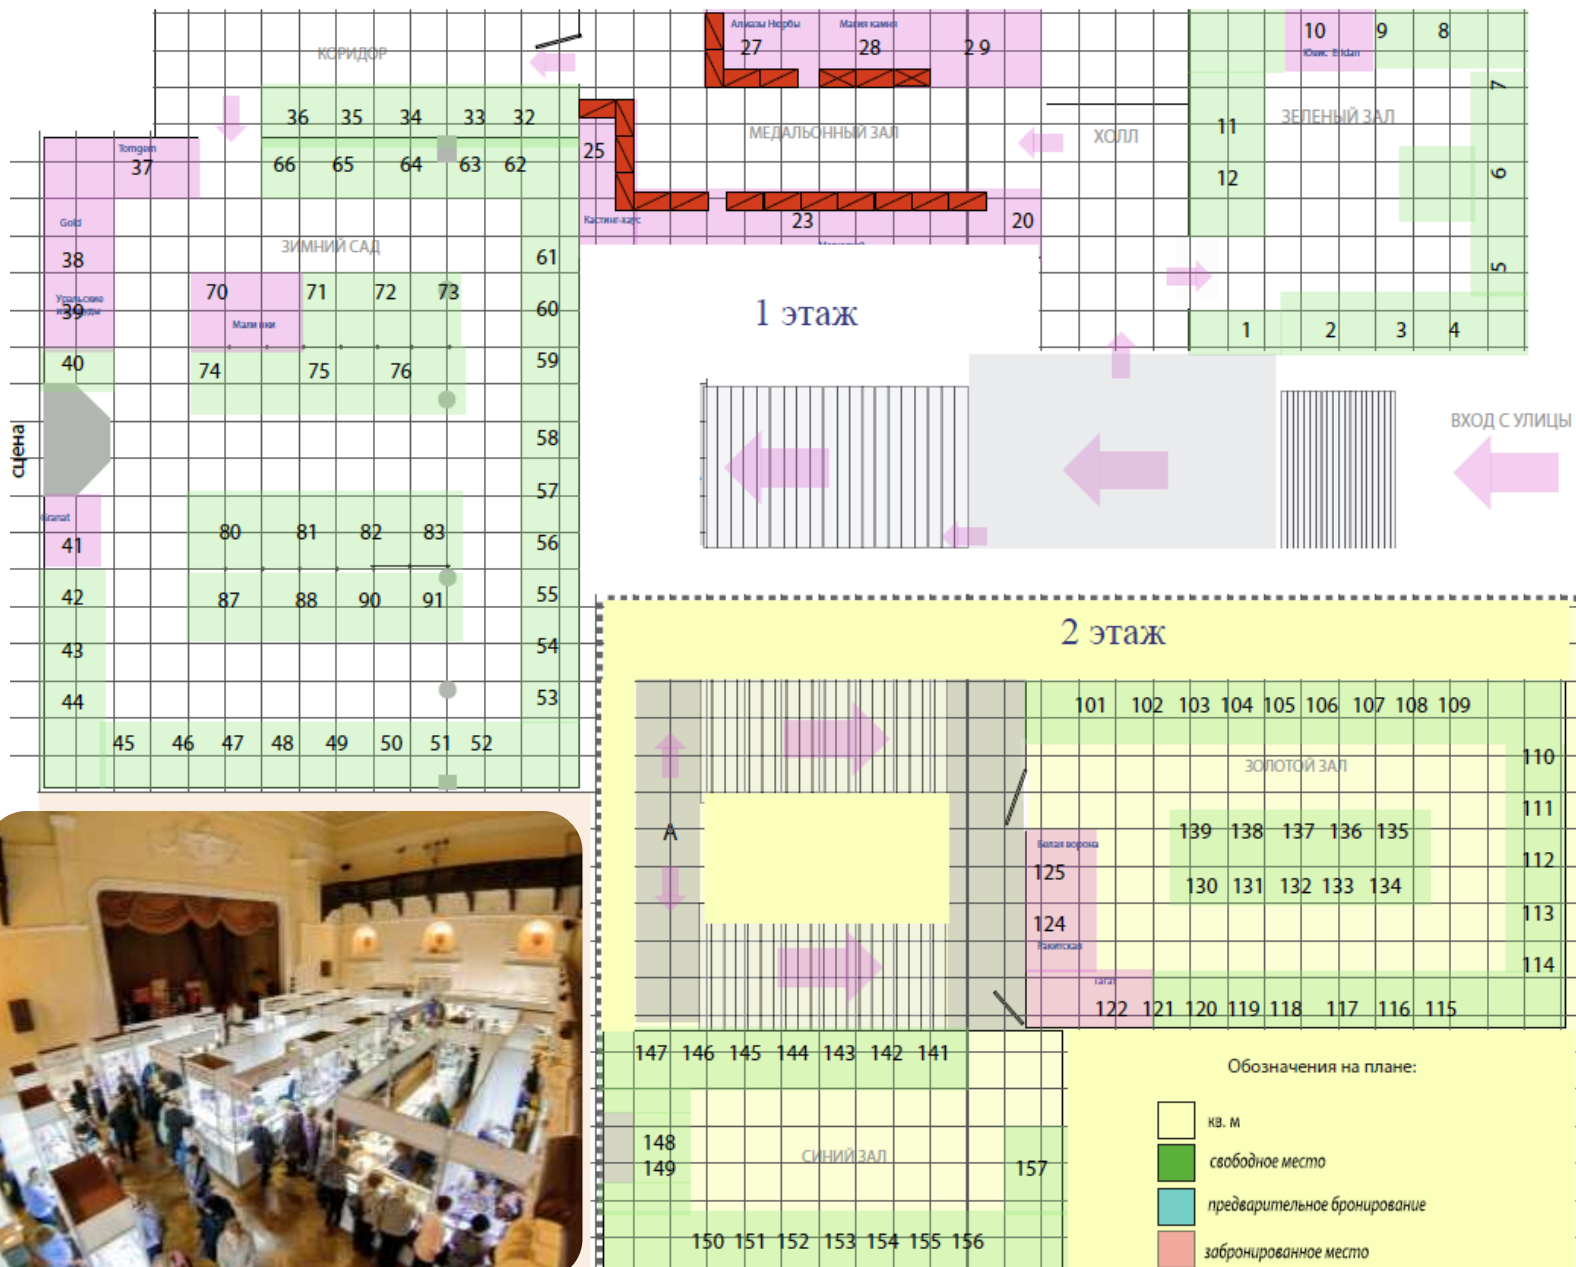 КОРИДОР
36 35 34 33 32
66 65 64 63 62
Tomgem
37
Gold
38
Уральские
39
40
сцена
Granat
41
42
43
44
45 46 47 48 49 50 51 52
ЗИМНИЙ САД
70 71 72 73
74 75 76
80 81 82 83
87 88 90 91
61
60
59
58
57
56
55
54
53
Алмазы Нюрбы
27
Магия камня
28
29
МЕДАЛЬОННЫЙ ЗАЛ
25
Кастинг-хаус
23
20
ХОЛЛ
10 9 8
7
ЗЕЛЕНЫЙ ЗАЛ
11
12
6
5
1 2 3 4
1 этаж
ВХОД С УЛИЦЫ
2 этаж
101 102 103 104 105 106 107 108 109
110
ЗОЛОТОЙ ЗАЛ
111
139 138 137 136 135
112
130 131 132 133 134
113
114
A
Белая ворона
125
124
Ракитская
122 121 120 119 118 117 116 115
147 146 145 144 143 142 141
148
149
СИНИЙ ЗАЛ
157
150 151 152 153 154 155 156
Обозначения на плане:
кв. м
свободное место
предварительное бронирование
забронированное место